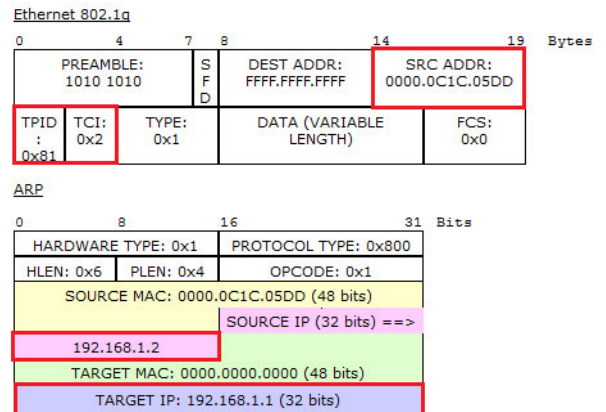 Ethernet 802.1q
0 4 7 8 14 19 Bytes
PREAMBLE:
1010 1010
S
F
D
DEST ADDR:
FFFF.FFFF.FFFF
SRC ADDR:
0000.0C1C.05DD
TPID
:
0x81
TCI:
0x2
TYPE:
0x1
DATA (VARIABLE
LENGTH)
FCS:
0x0
ARP
0 8 16 31 Bits
HARDWARE TYPE: 0x1
PROTOCOL TYPE: 0x800
HLEN: 0x6
PLEN: 0x4
OPCODE: 0x1
SOURCE MAC: 0000.0C1C.05DD (48 bits)
SOURCE IP (32 bits) ==>
192.168.1.2
TARGET MAC: 0000.0000.0000 (48 bits)
TARGET IP: 192.168.1.1 (32 bits)